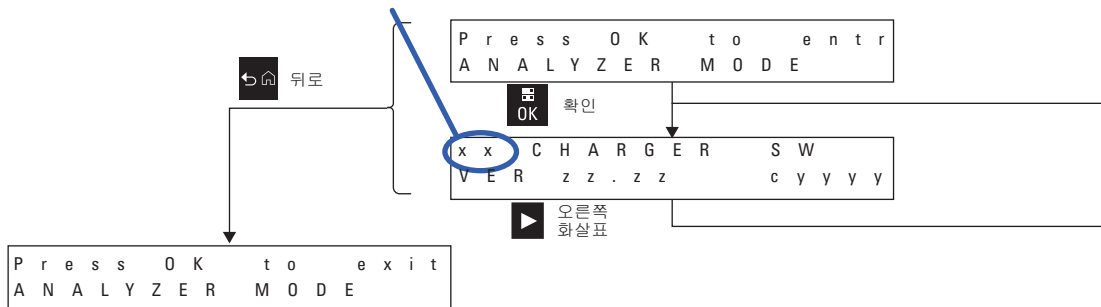 Press OK to entr
ANALYZER MODE
뒤로
OK
확인
xx CHARGER SW
VER zz.zz cyyyy
오른쪽
화살표
Press OK to exit
ANALYZER MODE